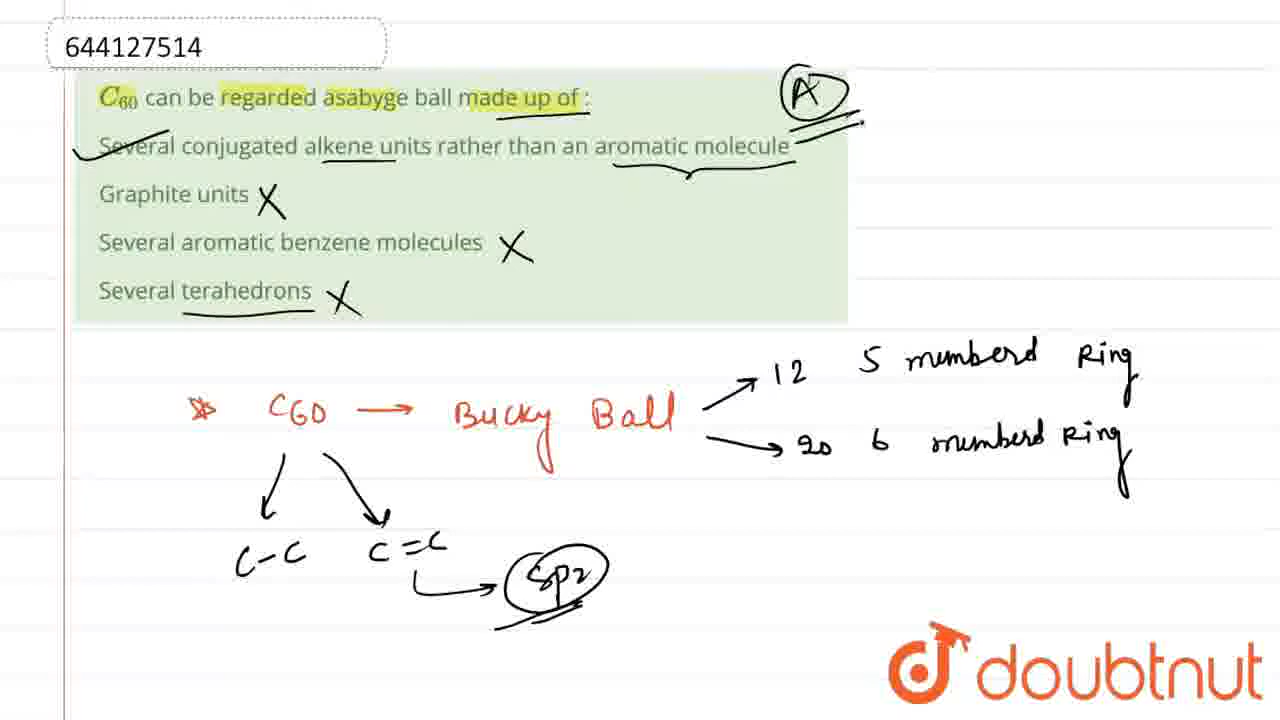 644127514
C60 can be regarded asabyge ball made up of :
A
Several conjugated alkene units rather than an aromatic molecule
Graphite units X
Several aromatic benzene molecules X
Several terahedrons X
12 5 mumberd Ring
C60 → Bucky Ball
20 6 mumberd Ring
C-C C=C
Sp2
doubtnut